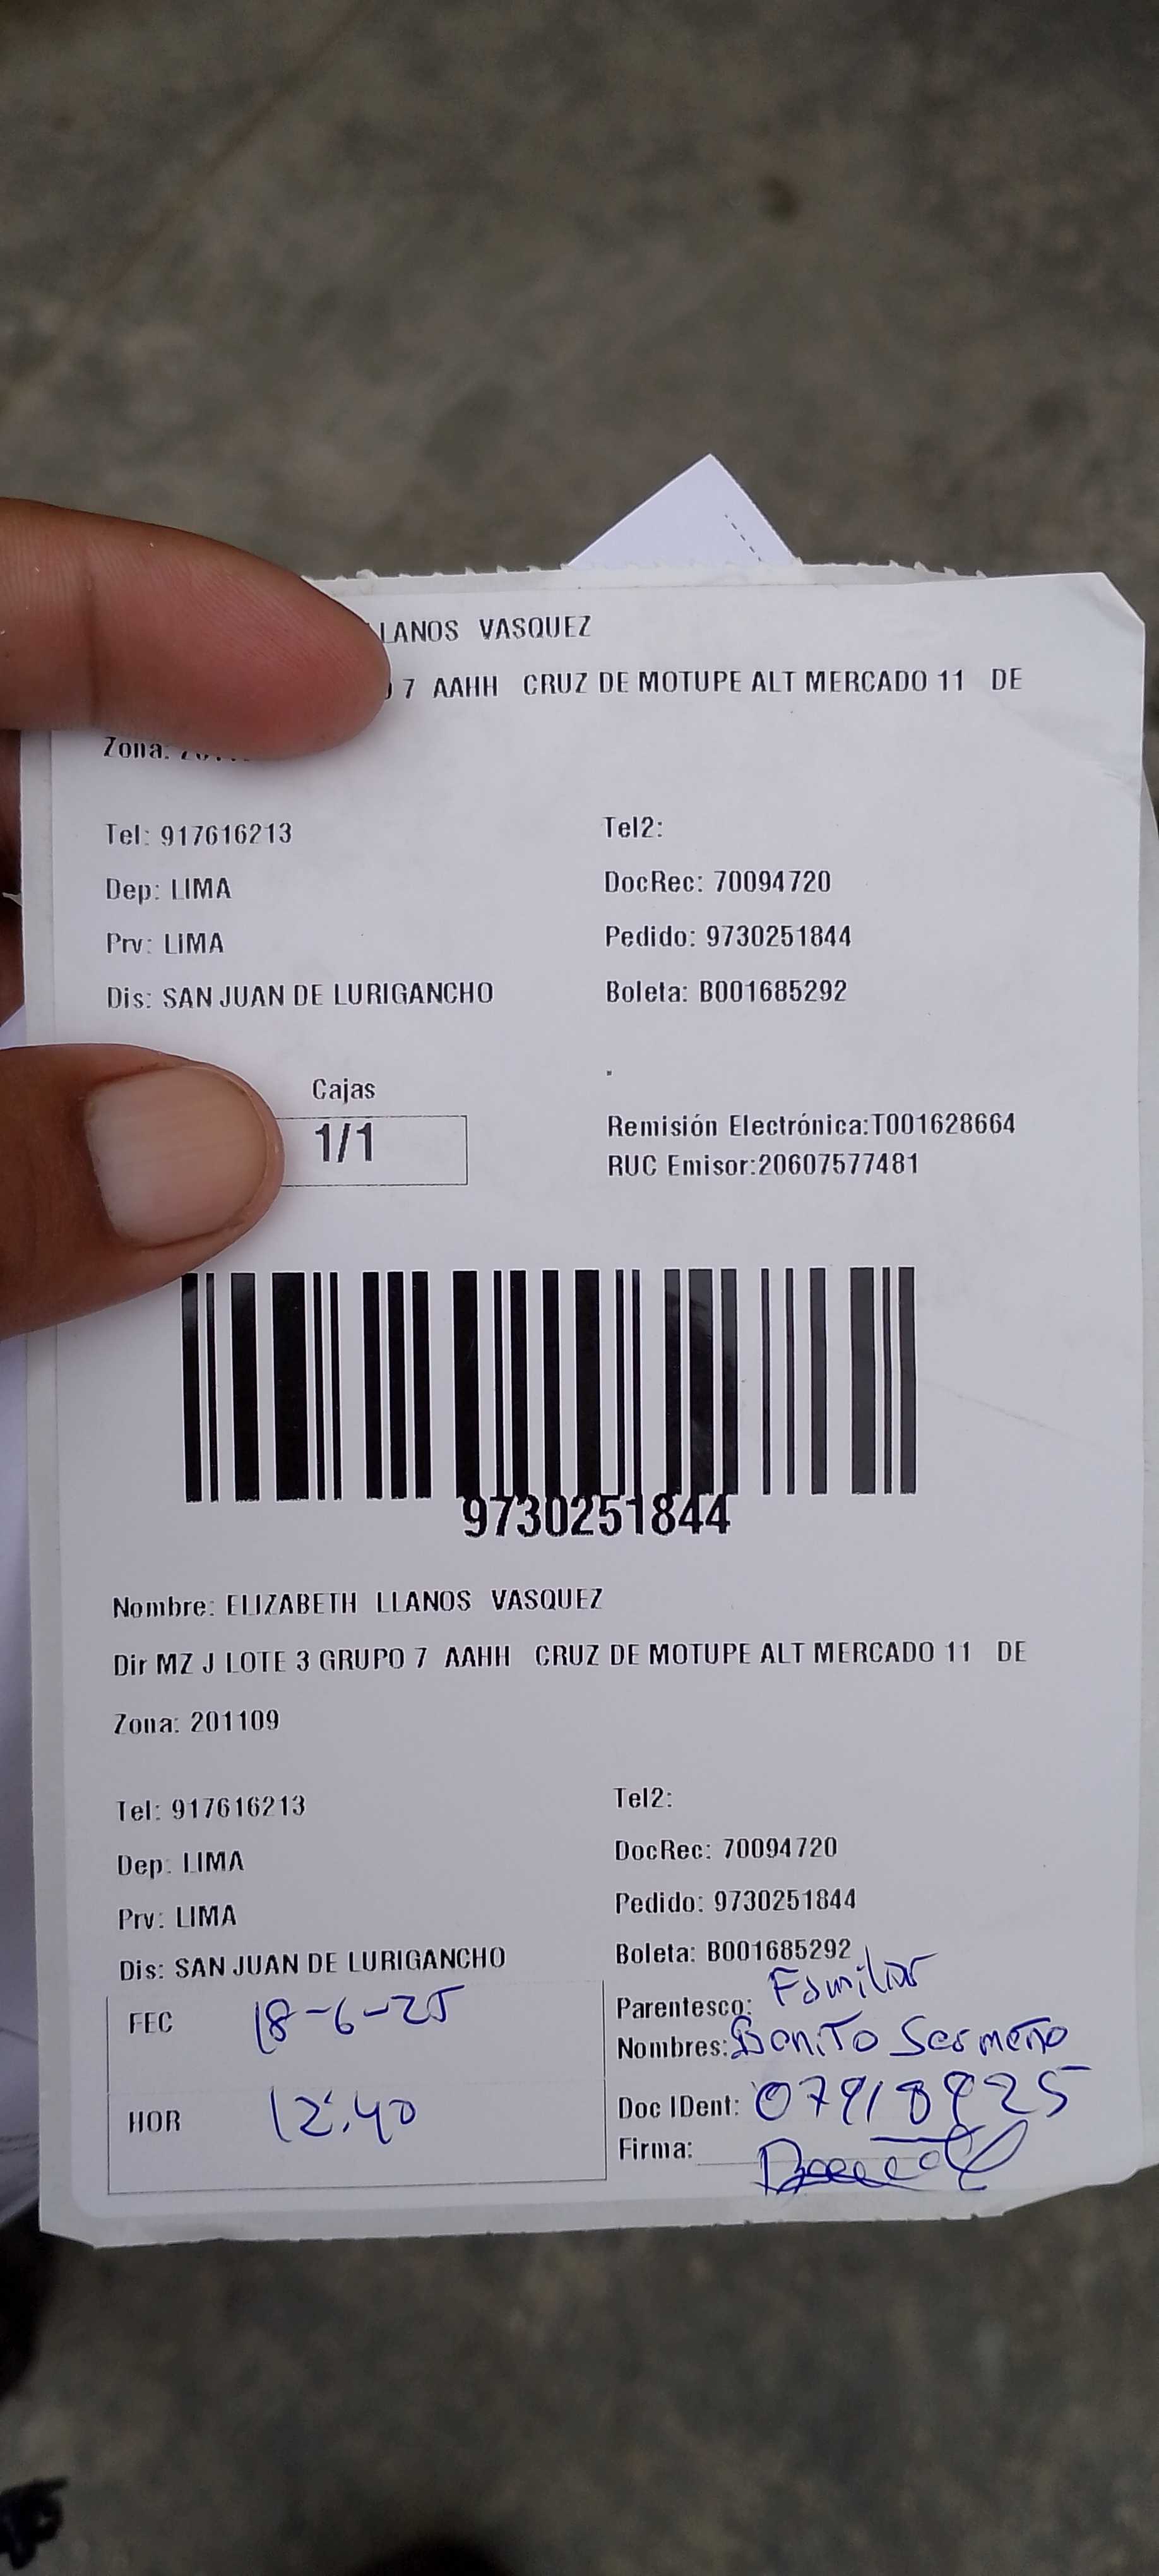 LLANOS VASQUEZ
7 AAHH CRUZ DE MOTUPE ALT MERCADO 11 DE
Zona:
Tel: 917616213
Tel2:
Dep: LIMA
DocRec: 70094720
Prv: LIMA
Pedido: 9730251844
Dis: SAN JUAN DE LURIGANCHO
Boleta: B001685292
Cajas
1/1
Remisión Electrónica:T001628664
RUC Emisor:20607577481
9730251844
Nombre: ELIZABETH LLANOS VASQUEZ
Dir MZ J LOTE 3 GRUPO 7 AAHH CRUZ DE MOTUPE ALT MERCADO 11 DE
Zona: 201109
Tel: 917616213
Tel2:
Dep: LIMA
DocRec: 70094720
Prv: LIMA
Pedido: 9730251844
Dis: SAN JUAN DE LURIGANCHO
Boleta: B001685292
FEC 18-6-25
Parentesco: Familiar
Nombres: Benito Sermeño
HOR 12:40
Doc IDent:
Firma: